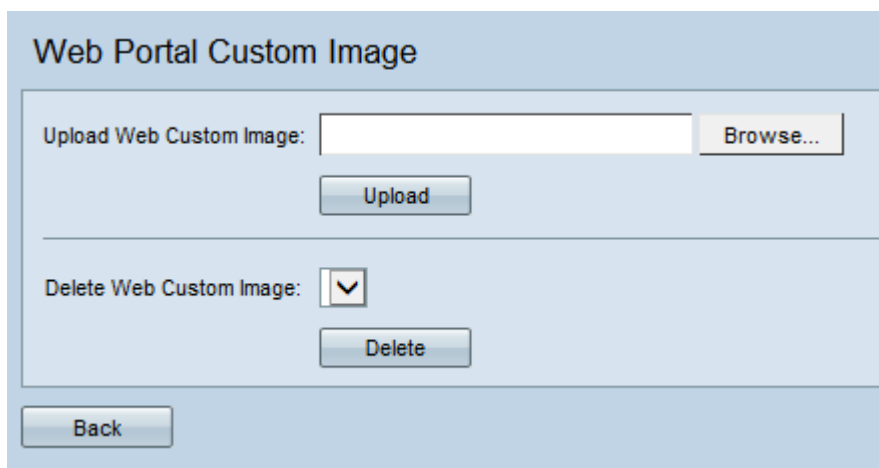 Web Portal Custom Image
Upload Web Custom Image: Browse...
Upload
Delete Web Custom Image:
Delete
Back